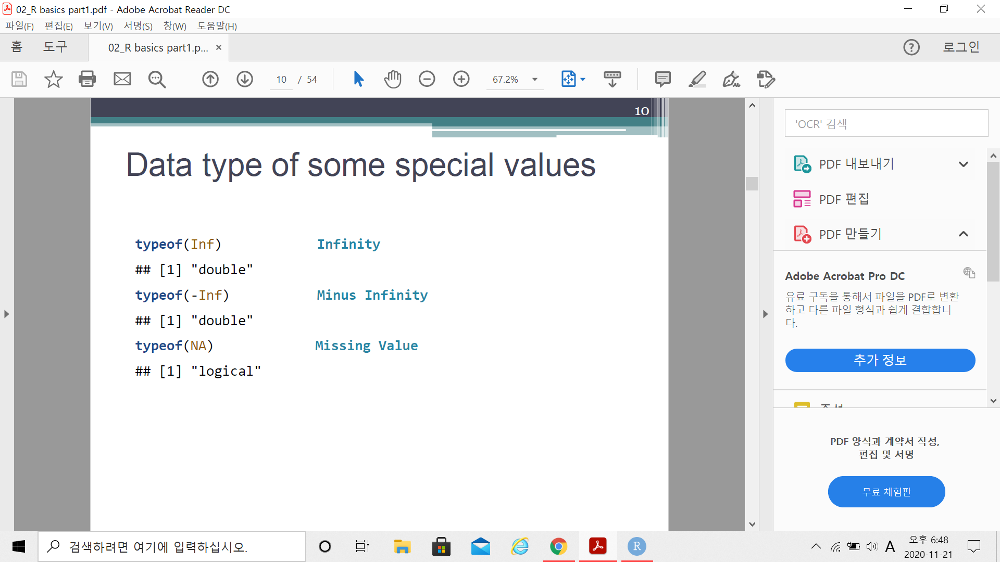 02_R basics part1.pdf - Adobe Acrobat Reader DC
파일(F) 편집(E) 보기(V) 서명(S) 창(W) 도움말(H)
홈 도구 02_R basics part1.p... × ? 로그인
10 / 54 67.2%
10
Data type of some special values
typeof(Inf) Infinity
## [1] "double"
typeof(-Inf) Minus Infinity
## [1] "double"
typeof(NA) Missing Value
## [1] "logical"
'OCR' 검색
PDF 내보내기
PDF 편집
PDF 만들기
Adobe Acrobat Pro DC
유료 구독을 통해서 파일을 PDF로 변환
하고 다른 파일 형식과 쉽게 결합합니
다.
추가 정보
PDF 양식과 계약서 작성,
편집 및 서명
무료 체험판
검색하려면 여기에 입력하십시오.
R
A
오후 6:48
2020-11-21